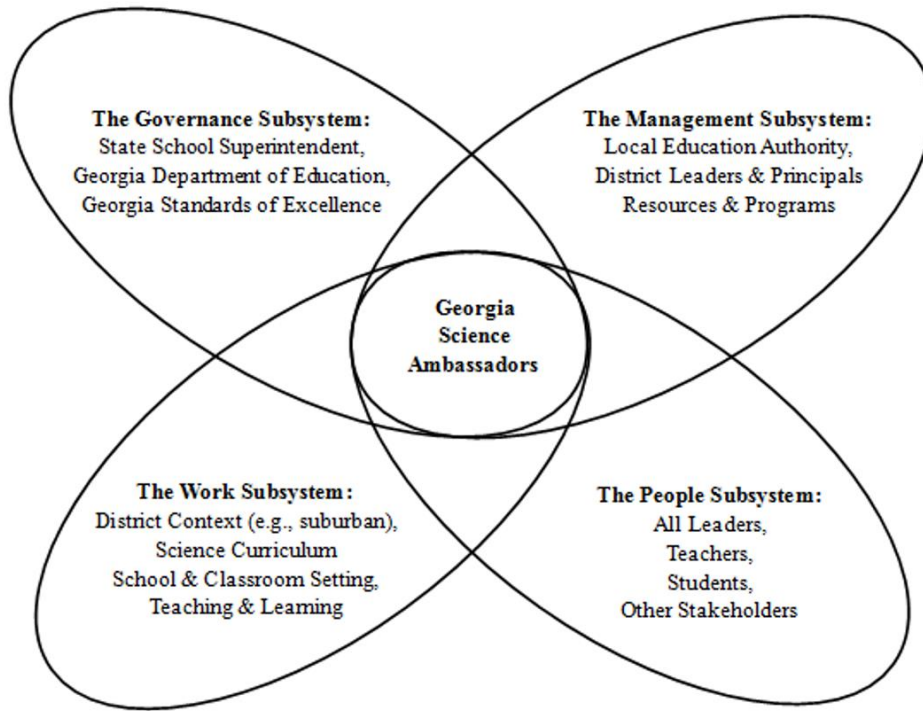 The Governance Subsystem:
State School Superintendent,
Georgia Department of Education,
Georgia Standards of Excellence
The Management Subsystem:
Local Education Authority,
District Leaders & Principals
Resources & Programs
Georgia
Science
Ambassadors
The Work Subsystem:
District Context (e.g., suburban),
Science Curriculum
School & Classroom Setting,
Teaching & Learning
The People Subsystem:
All Leaders,
Teachers,
Students,
Other Stakeholders